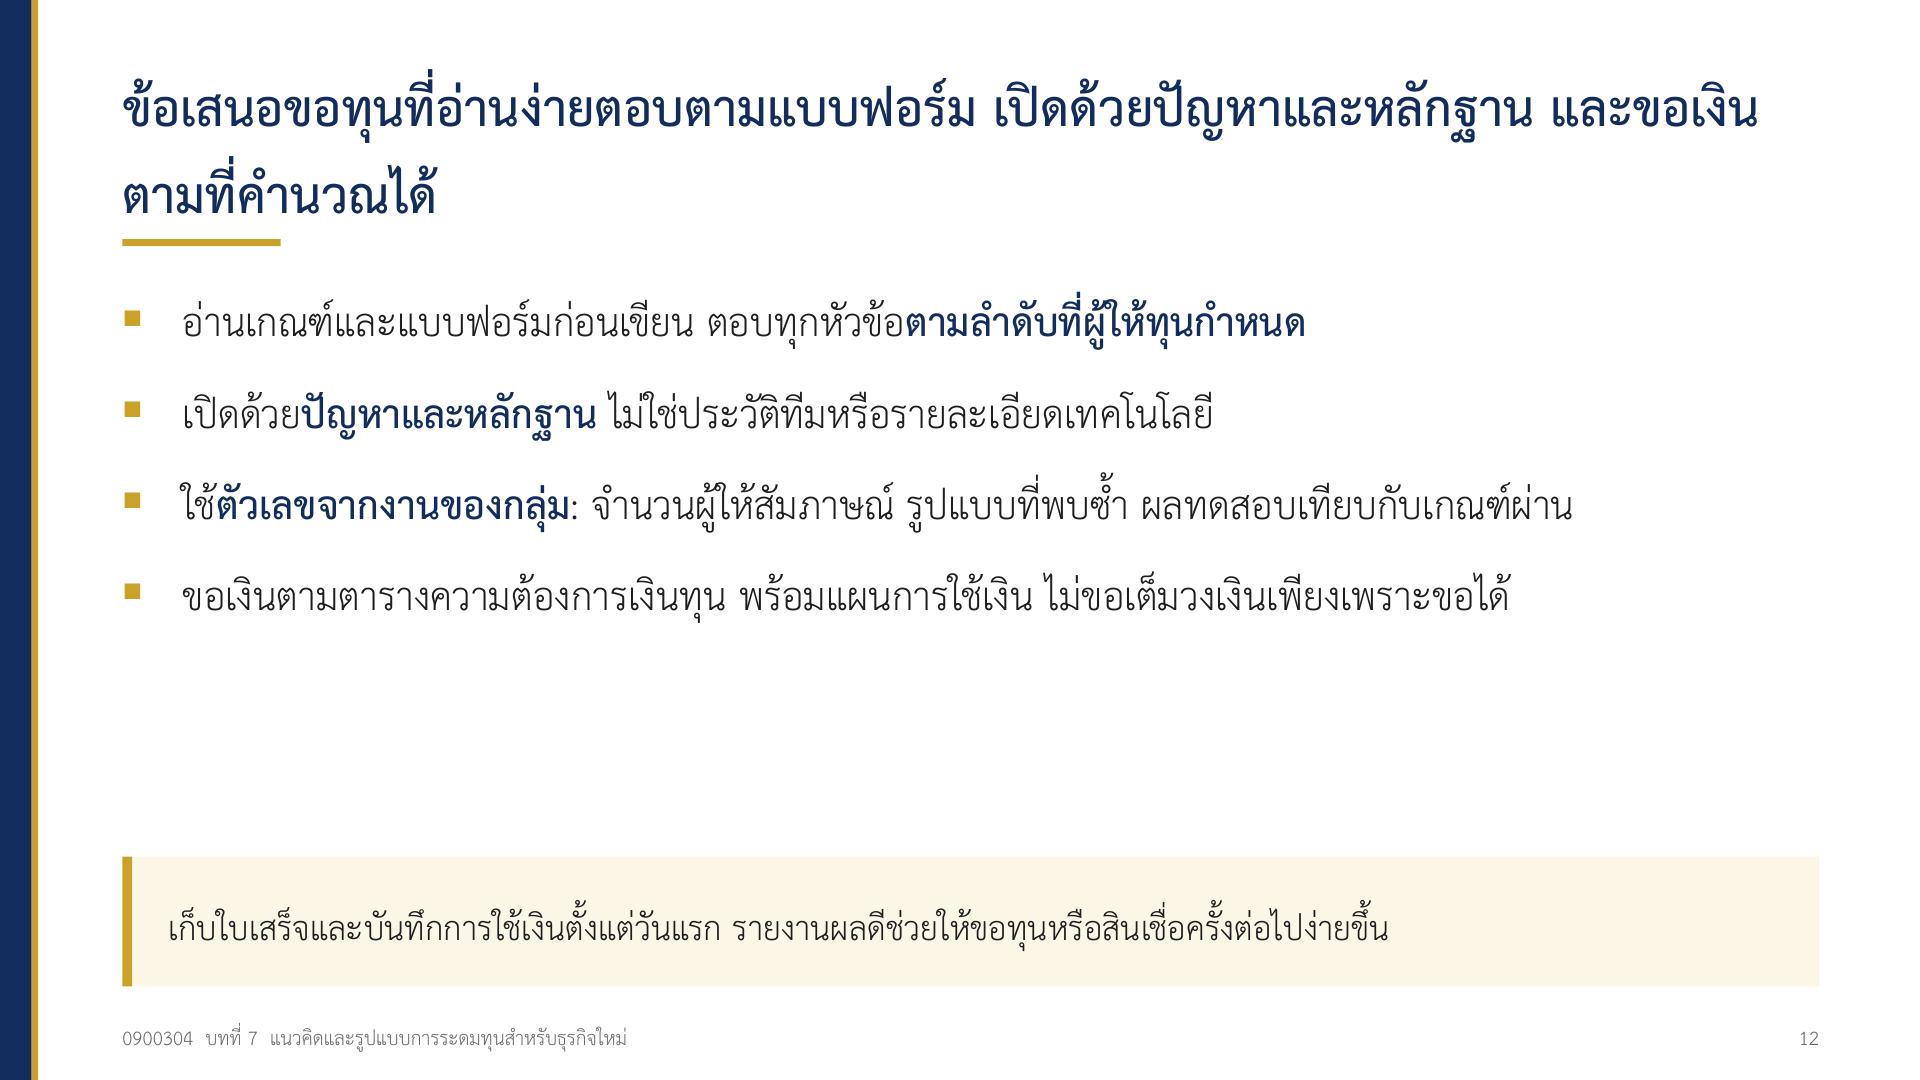 ข้อเสนอขอทุนที่อ่านง่ายตอบตามแบบฟอร์ม เปิดด้วยปัญหาและหลักฐาน และขอเงิน
ตามที่คำนวณได้
อ่านเกณฑ์และแบบฟอร์มก่อนเขียน ตอบทุกหัวข้อตามลำดับที่ผู้ให้ทุนกำหนด
เปิดด้วยปัญหาและหลักฐาน ไม่ใช่ประวัติทีมหรือรายละเอียดเทคโนโลยี
ใช้ตัวเลขจากงานของกลุ่ม: จำนวนผู้ให้สัมภาษณ์ รูปแบบที่พบซ้ำ ผลทดสอบเทียบกับเกณฑ์ผ่าน
ขอเงินตามตารางความต้องการเงินทุน พร้อมแผนการใช้เงิน ไม่ขอเต็มวงเงินเพียงเพราะขอได้
เก็บใบเสร็จและบันทึกการใช้เงินตั้งแต่วันแรก รายงานผลดีช่วยให้ขอทุนหรือสินเชื่อครั้งต่อไปง่ายขึ้น
0900304 บทที่ 7 แนวคิดและรูปแบบการระดมทุนสำหรับธุรกิจใหม่
12